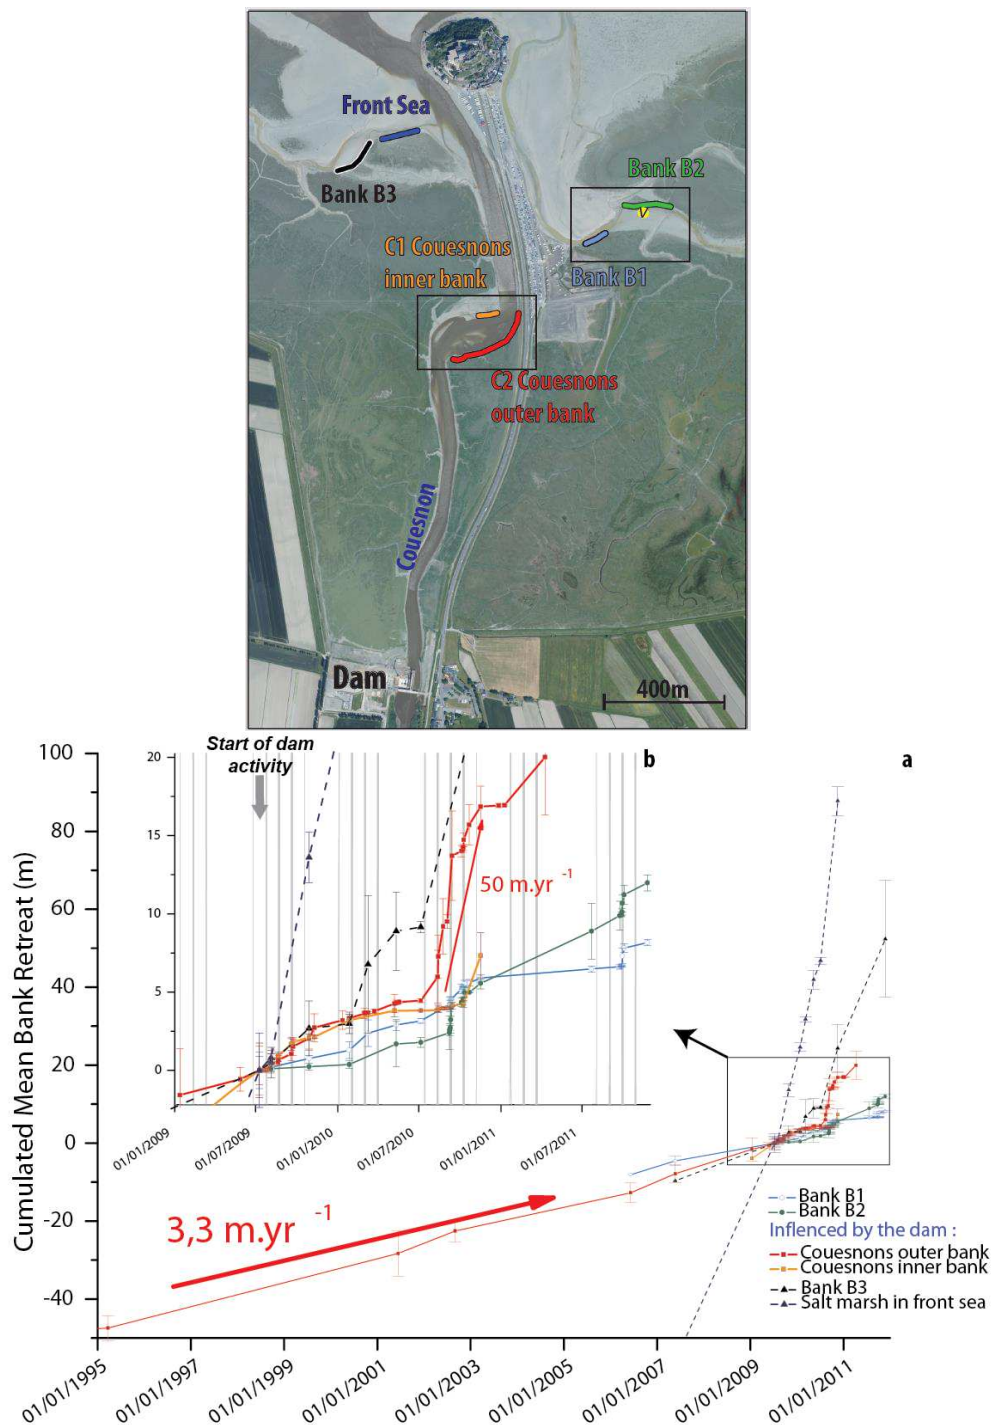 Front Sea
Bank B3
Bank B2
V
Bank B1
C1 Couesnons
inner bank
C2 Couesnons
outer bank
Couesnon
Dam
400m
Start of dam
activity
b
a
Cumulated Mean Bank Retreat (m)
100
80
60
40
20
0
-20
-40
20
15
10
5
0
50 m.yr -1
01/01/2009
01/07/2009
01/01/2010
01/07/2010
01/01/2011
01/07/2011
3,3 m.yr -1
Bank B1
Bank B2
Inflenced by the dam :
Couesnons outer bank
Couesnons inner bank
Bank B3
Salt marsh in front sea
01/01/1995
01/01/1997
01/01/1999
01/01/2001
01/01/2003
01/01/2005
01/01/2007
01/01/2009
01/01/2011